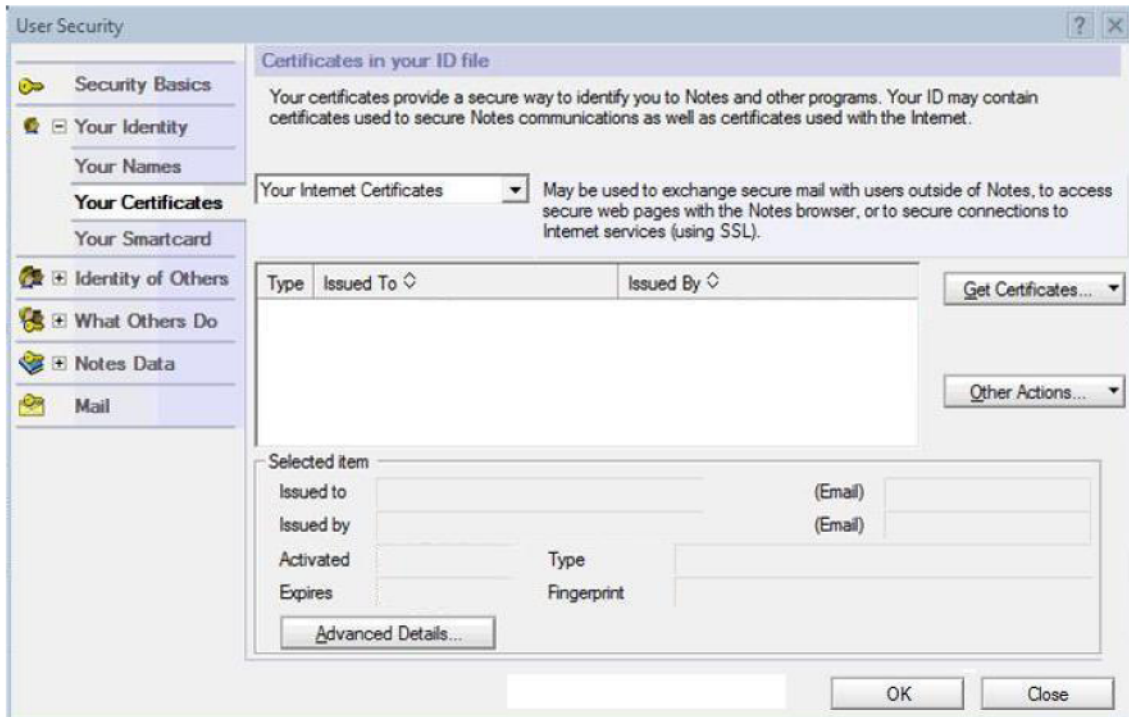 User Security
Security Basics
Your Identity
Your Names
Your Certificates
Your Smartcard
Identity of Others
What Others Do
Notes Data
Mail
Certificates in your ID file
Your certificates provide a secure way to identify you to Notes and other programs. Your ID may contain
certificates used to secure Notes communications as well as certificates used with the Internet.
Your Internet Certificates
May be used to exchange secure mail with users outside of Notes, to access
secure web pages with the Notes browser, or to secure connections to
Internet services (using SSL).
Type Issued To Issued By
Get Certificates...
Other Actions...
Selected item
Issued to (Email)
Issued by (Email)
Activated Type
Expires Fingerprint
Advanced Details...
OK Close